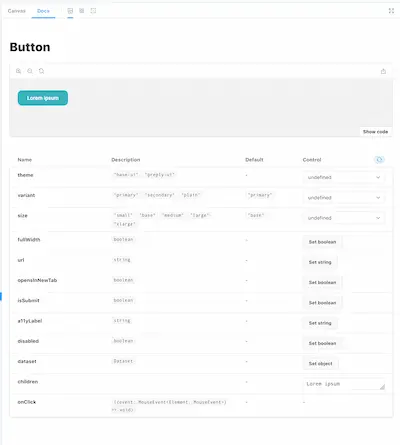 Canvas Docs
Button
Lorem ipsum
Show code
Name Description Default Control
theme "base-ui" "preply-ui" - undefined
variant "primary" "secondary" "plain" "primary" undefined
size "small" "base" "medium" "large" "base" undefined
"xlarge"
fullWidth boolean - Set boolean
url string - Set string
opensInNewTab boolean - Set boolean
isSubmit boolean - Set boolean
a11yLabel string - Set string
disabled boolean - Set boolean
dataset Dataset - Set object
children - Lorem ipsum
onClick ((event: MouseEvent<Element, MouseEvent>) - -
=> void)